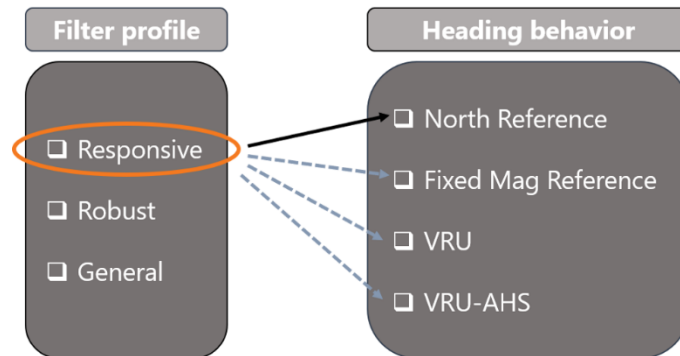 Filter profile
Heading behavior
❑ Responsive
❑ Robust
❑ General
❑ North Reference
❑ Fixed Mag Reference
❑ VRU
❑ VRU-AHS